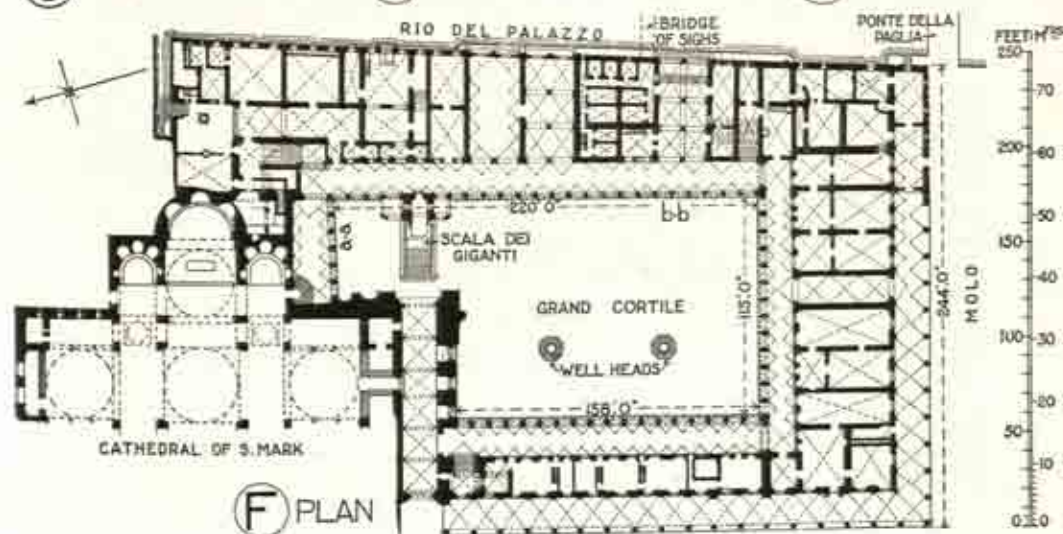 RIO DEL PALAZZO
BRIDGE
OF SIGHS
PONTE DELLA
PAGLIA
FEET
250
70
200
60
50
150
40
100
30
20
50
10
0
0
220'0"
b-b
a-a
SCALA DEI
GIGANTI
GRAND CORTILE
115'.0"
244'.0"
MOLO
WELL HEADS
158'.0"
CATHEDRAL OF S. MARK
F PLAN